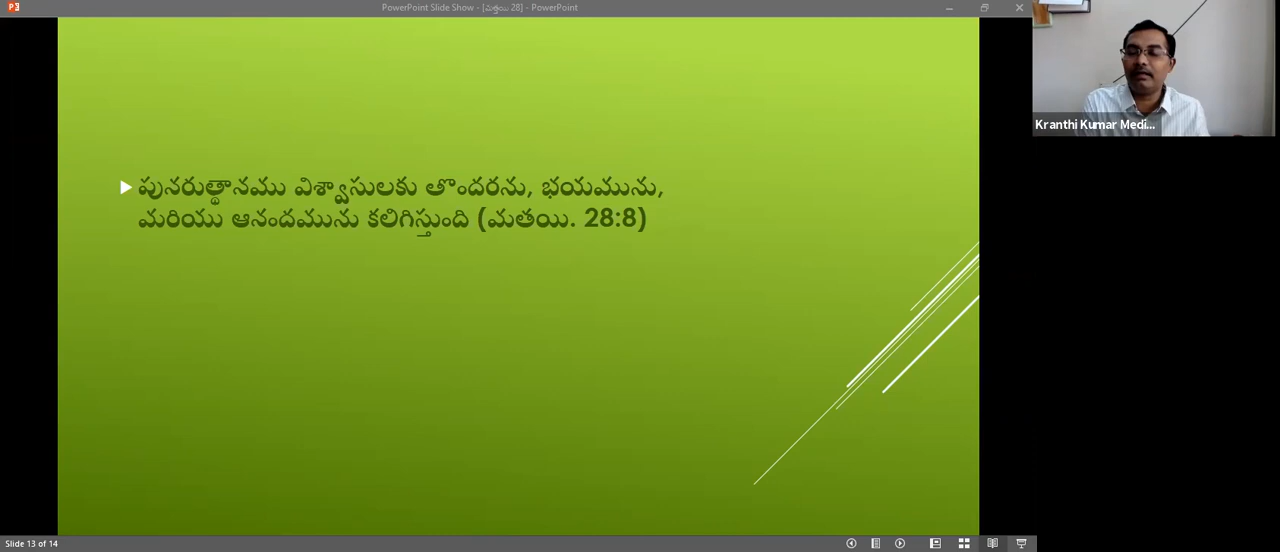 PowerPoint Slide Show - [మత్తయి 28] - PowerPoint
Kranthi Kumar Medi...
పునరుత్థానము విశ్వాసులకు తొందరను, భయమును,
మరియు ఆనందమును కలిగిస్తుంది (మతయి. 28:8)
Slide 13 of 14